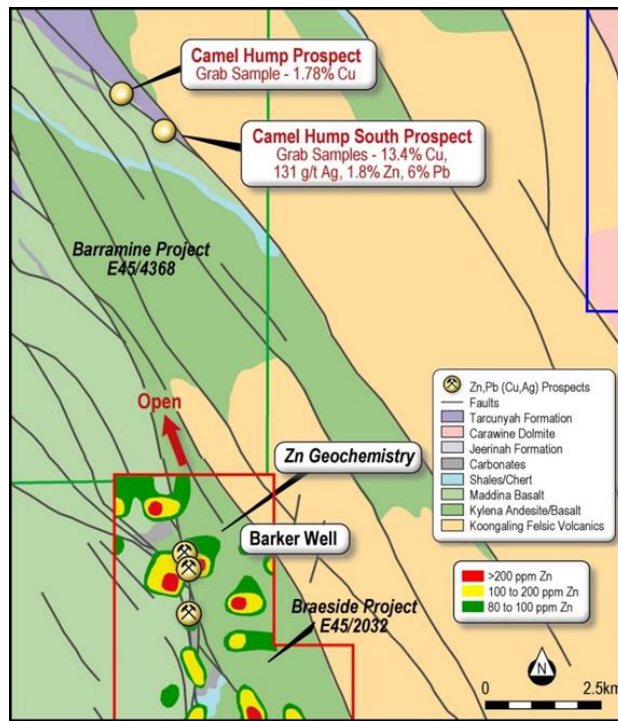 Camel Hump Prospect
Grab Sample - 1.78% Cu
Camel Hump South Prospect
Grab Samples - 13.4% Cu,
131 g/t Ag, 1.8% Zn, 6% Pb
Barramine Project
E45/4368
Open
Zn Geochemistry
Barker Well
Braeside Project
E45/2032
Zn,Pb (Cu,Ag) Prospects
Faults
Tarcunyah Formation
Carawine Dolmite
Jeerinah Formation
Carbonates
Shales/Chert
Maddina Basalt
Kylena Andesite/Basalt
Koongaling Felsic Volcanics
>200 ppm Zn
100 to 200 ppm Zn
80 to 100 ppm Zn
N
0 2.5km